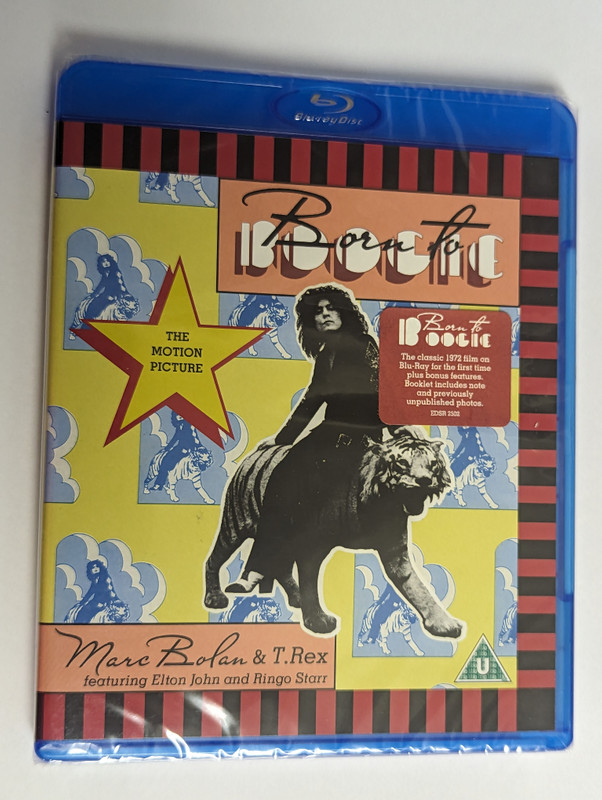 Blu-ray Disc
Born to
BOOGIE
THE
MOTION
PICTURE
Born to
BOOGIE
The classic 1972 film on
Blu-Ray for the first time
plus bonus features.
Booklet includes note
and previously
unpublished photos.
EDSR 2502
Marc Bolan & T.Rex
featuring Elton John and Ringo Starr
U